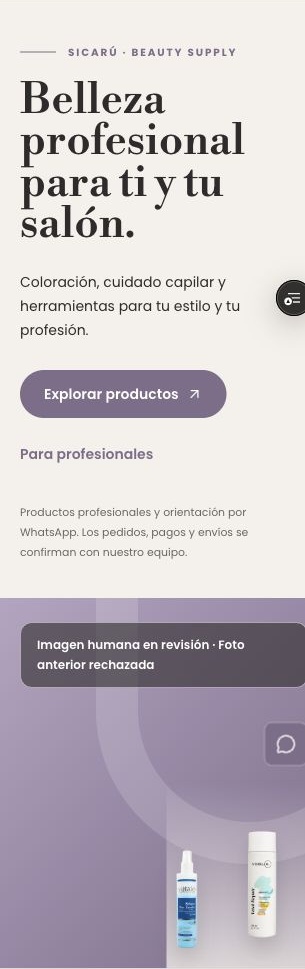 SICARÚ · BEAUTY SUPPLY
Belleza
profesional
para ti y tu
salón.
Coloración, cuidado capilar y
herramientas para tu estilo y tu
profesión.
Explorar productos
Para profesionales
Productos profesionales y orientación por
WhatsApp. Los pedidos, pagos y envíos se
confirman con nuestro equipo.
Imagen humana en revisión · Foto
anterior rechazada